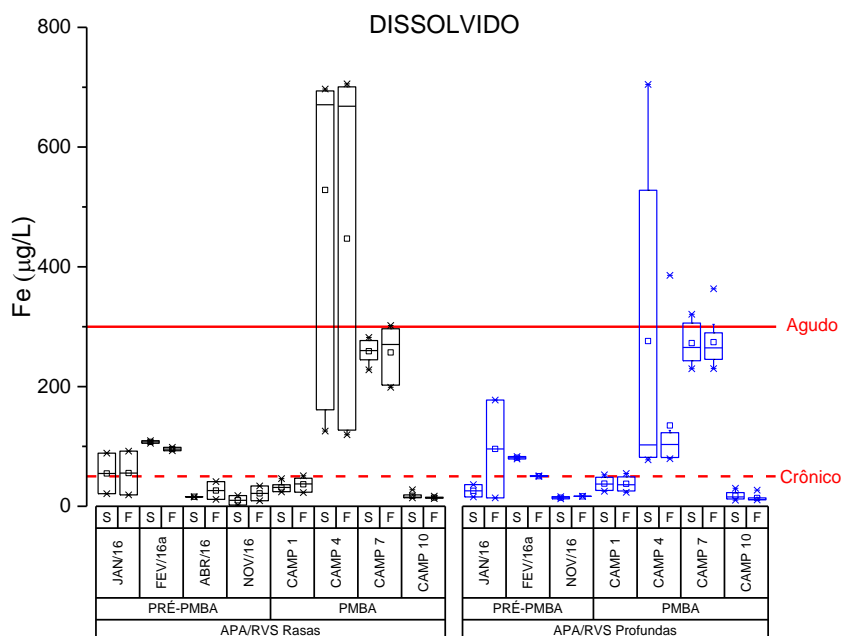 DISSOLVIDO
800
600
400
200
0
Fe (μg/L)
Agudo
Crônico
S F S F S F S F S F S F S F S F
S F S F S F S F S F S F S F
JAN/16 FEV/16a ABR/16 NOV/16 CAMP 1 CAMP 4 CAMP 7 CAMP 10
JAN/16 FEV/16a NOV/16 CAMP 1 CAMP 4 CAMP 7 CAMP 10
PRÉ-PMBA PMBA
PRÉ-PMBA PMBA
APA/RVS Rasas
APA/RVS Profundas